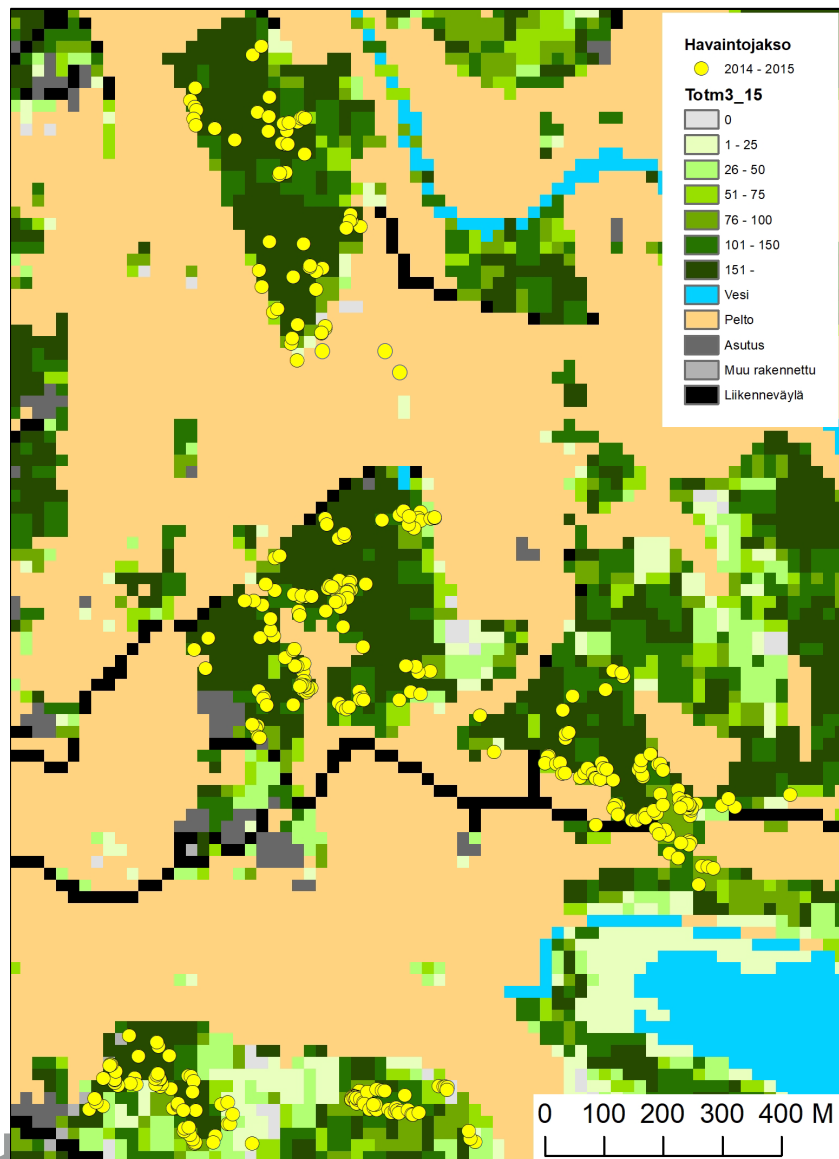 Havaintojakso
2014 - 2015
Totm3_15
0
1 - 25
26 - 50
51 - 75
76 - 100
101 - 150
151 -
Vesi
Pelto
Asutus
Muu rakennettu
Liikenneväylä
0 100 200 300 400 M